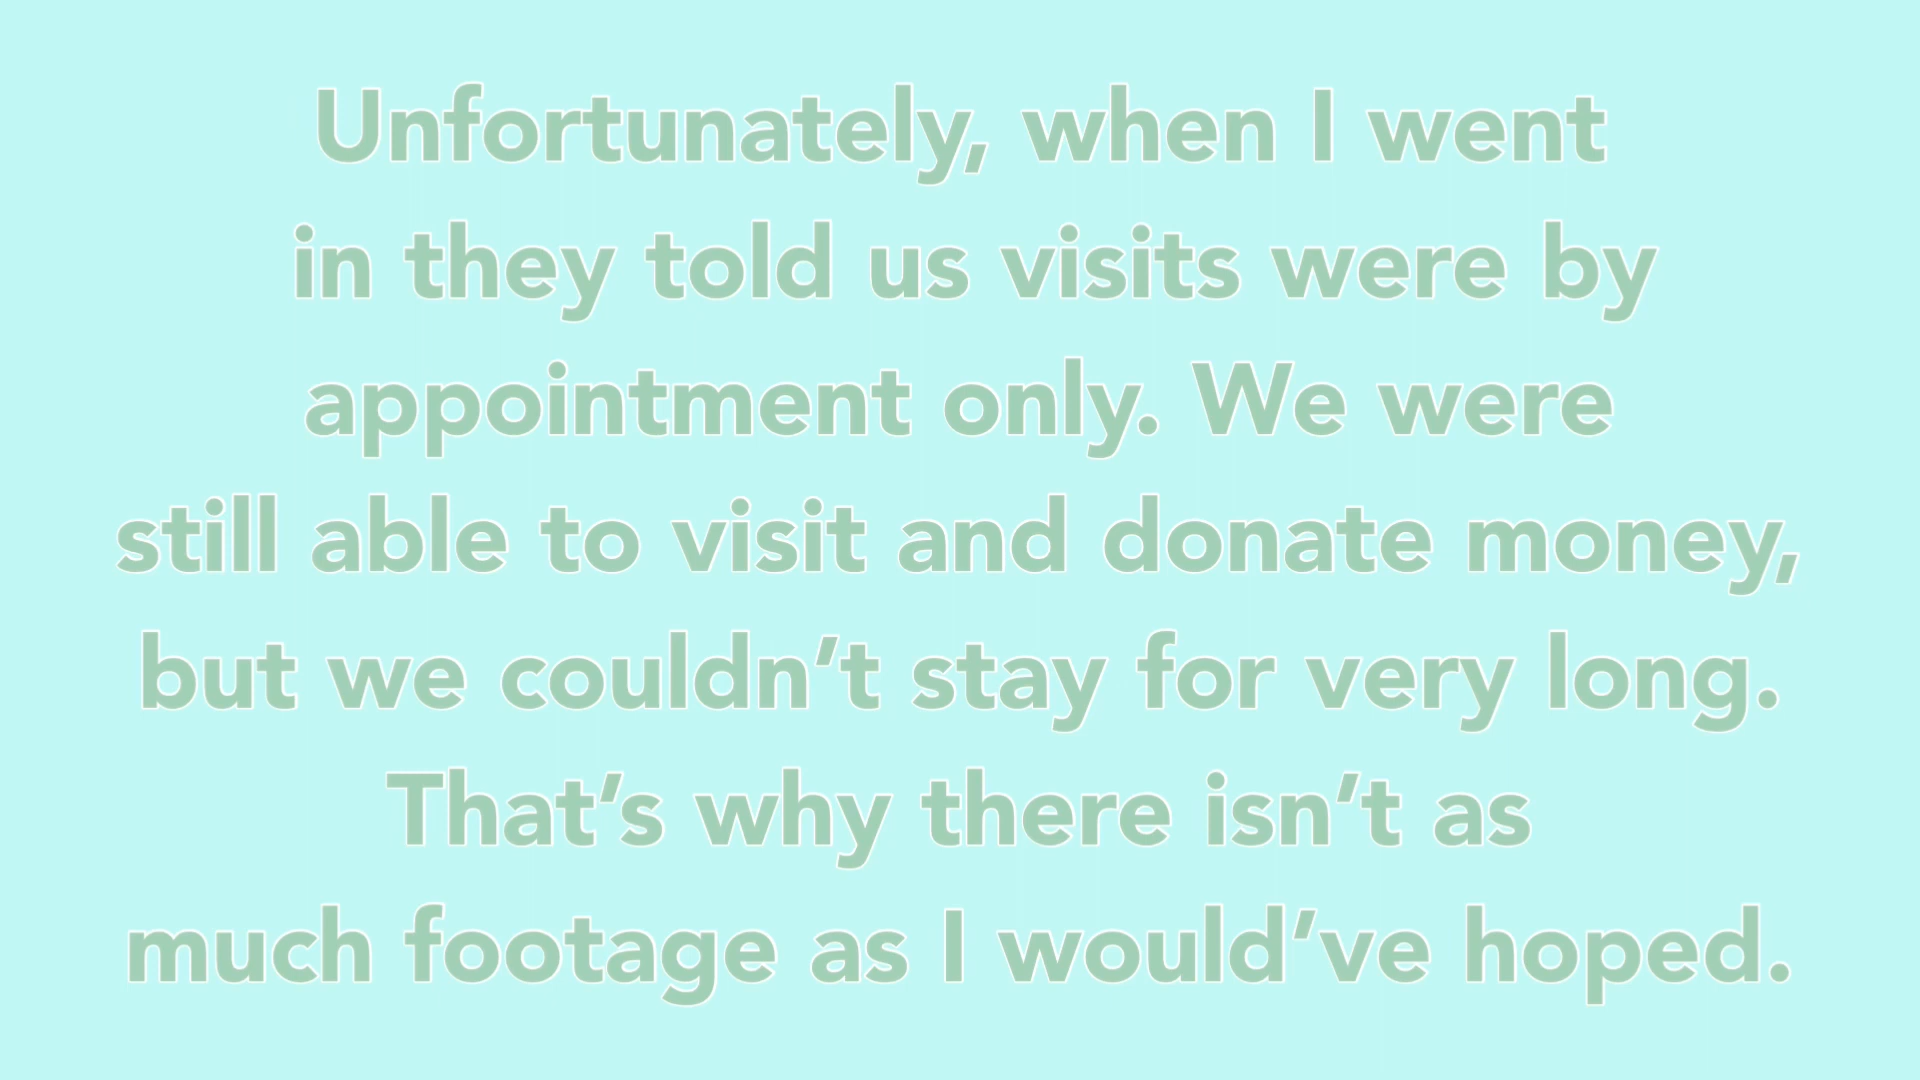 Unfortunately, when I went
in they told us visits were by
appointment only. We were
still able to visit and donate money,
but we couldn’t stay for very long.
That’s why there isn’t as
much footage as I would’ve hoped.